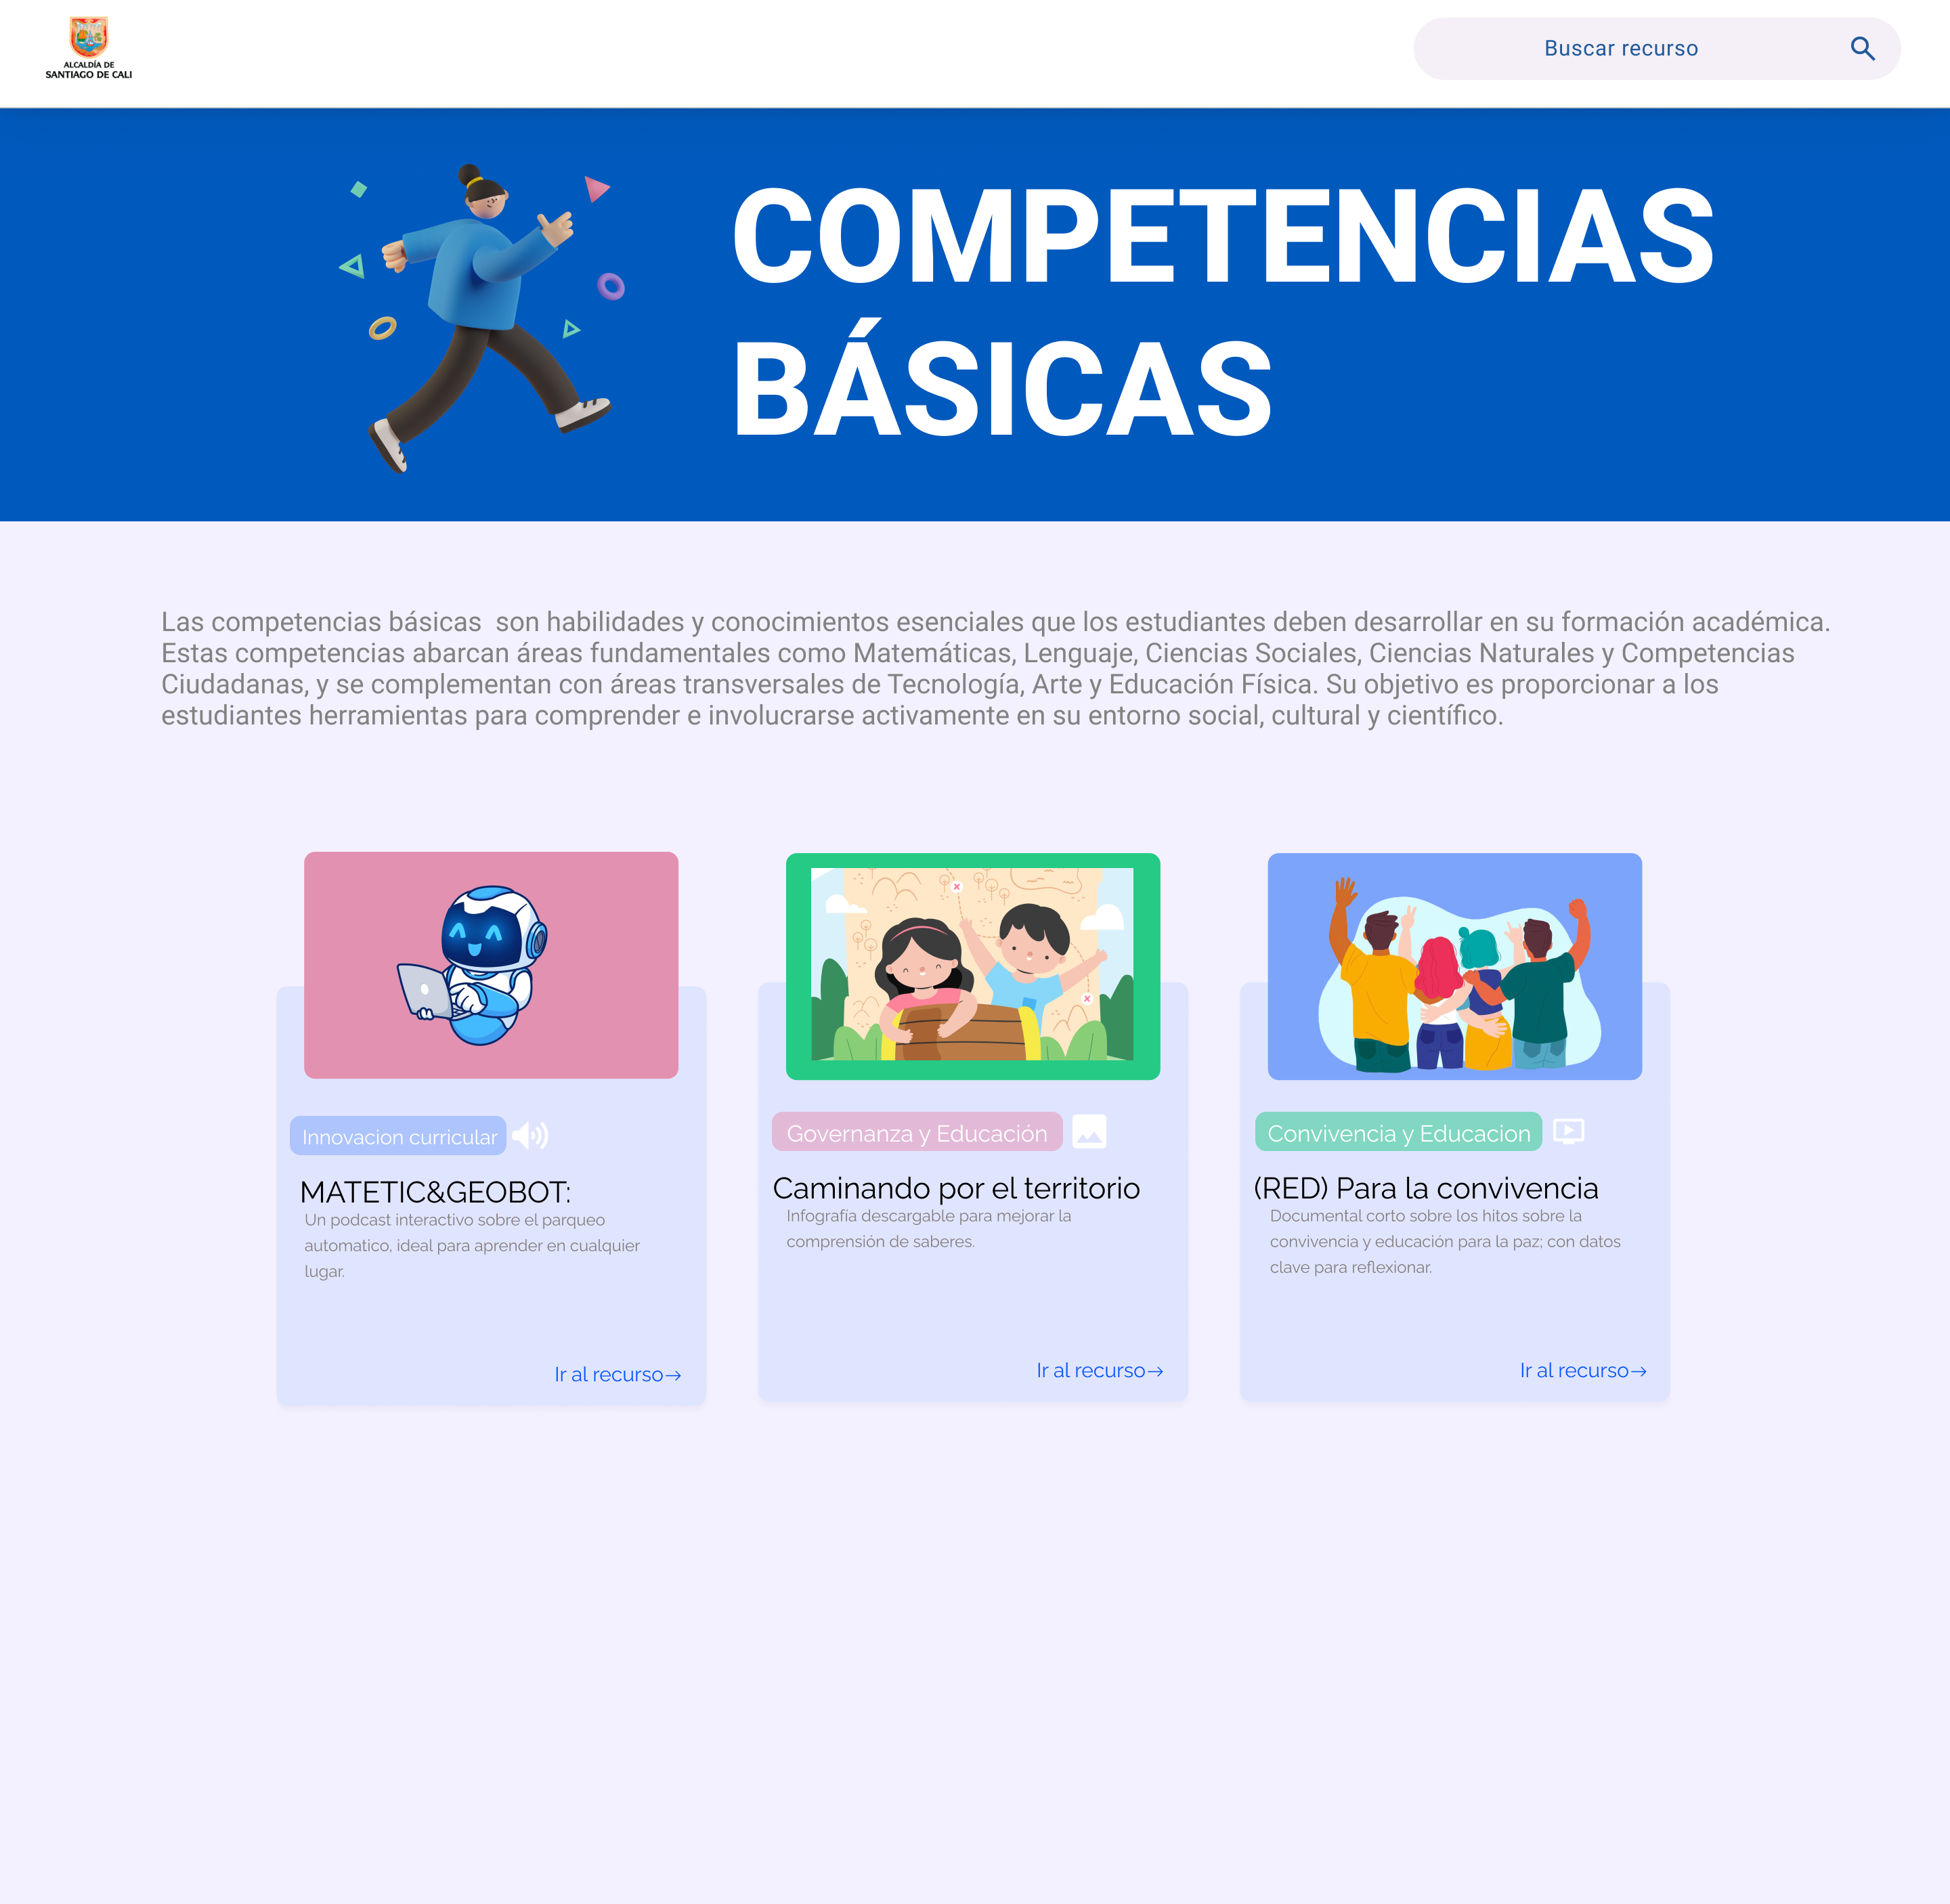 ALCALDÍA DE
SANTIAGO DE CALI
Buscar recurso
COMPETENCIAS
BÁSICAS
Las competencias básicas  son habilidades y conocimientos esenciales que los estudiantes deben desarrollar en su formación académica.
Estas competencias abarcan áreas fundamentales como Matemáticas, Lenguaje, Ciencias Sociales, Ciencias Naturales y Competencias
Ciudadanas, y se complementan con áreas transversales de Tecnología, Arte y Educación Física. Su objetivo es proporcionar a los
estudiantes herramientas para comprender e involucrarse activamente en su entorno social, cultural y científico.
Innovacion curricular
MATETIC&GEOBOT:
Un podcast interactivo sobre el parqueo
automatico, ideal para aprender en cualquier
lugar.
Ir al recurso→
Governanza y Educación
Caminando por el territorio
Infografía descargable para mejorar la
comprensión de saberes.
Ir al recurso→
Convivencia y Educacion
(RED) Para la convivencia
Documental corto sobre los hitos sobre la
convivencia y educación para la paz; con datos
clave para reflexionar.
Ir al recurso→